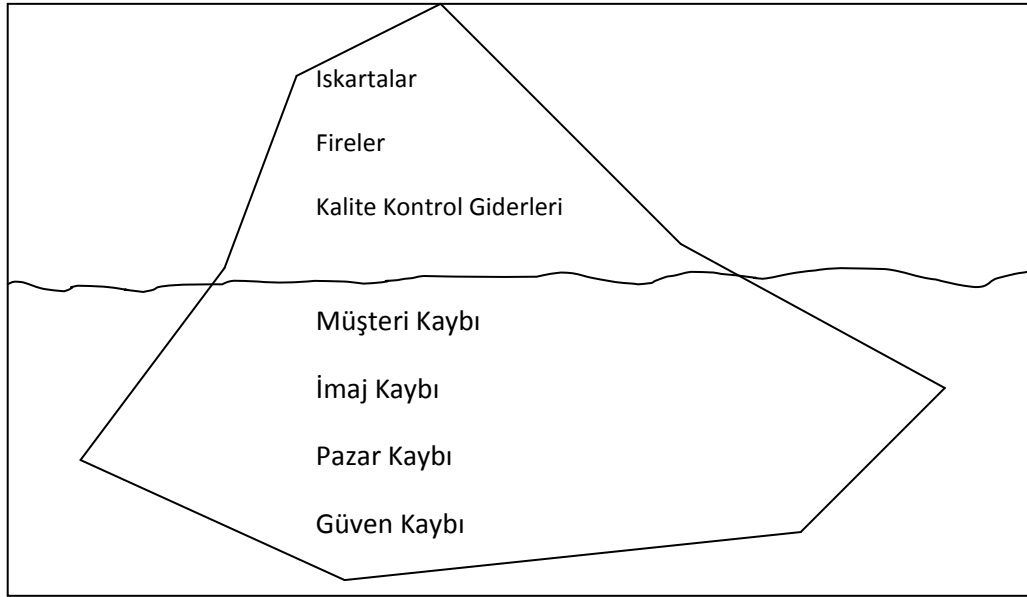 Iskartalar
Fireler
Kalite Kontrol Giderleri
Müşteri Kaybı
İmaj Kaybı
Pazar Kaybı
Güven Kaybı